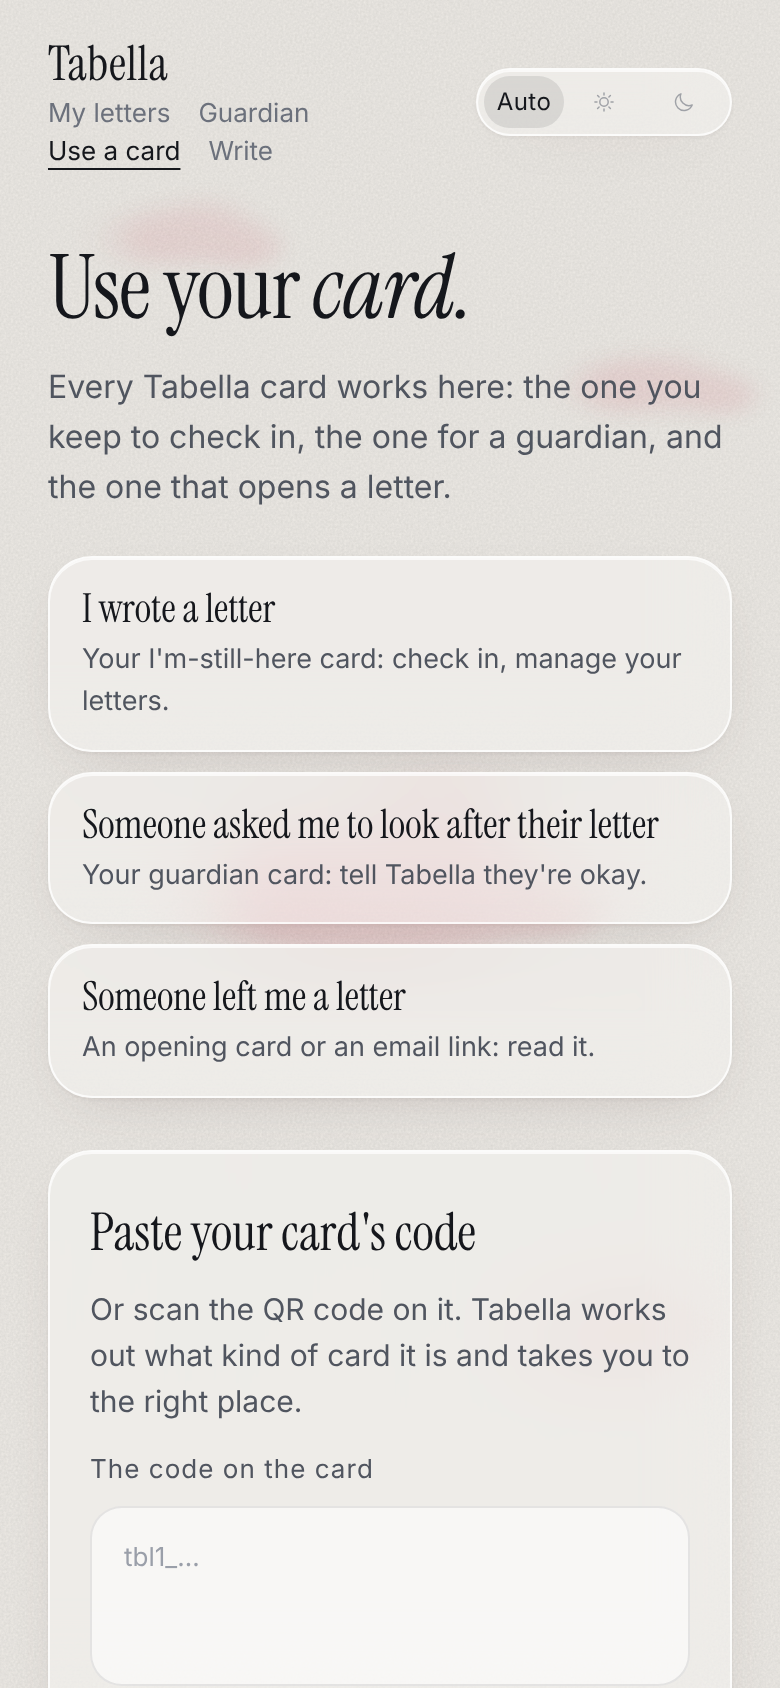 Tabella
My letters Guardian
Use a card Write
Auto
Use your card.
Every Tabella card works here: the one you
keep to check in, the one for a guardian, and
the one that opens a letter.
I wrote a letter
Your I'm-still-here card: check in, manage your
letters.
Someone asked me to look after their letter
Your guardian card: tell Tabella they're okay.
Someone left me a letter
An opening card or an email link: read it.
Paste your card's code
Or scan the QR code on it. Tabella works
out what kind of card it is and takes you to
the right place.
The code on the card
tbl1_...